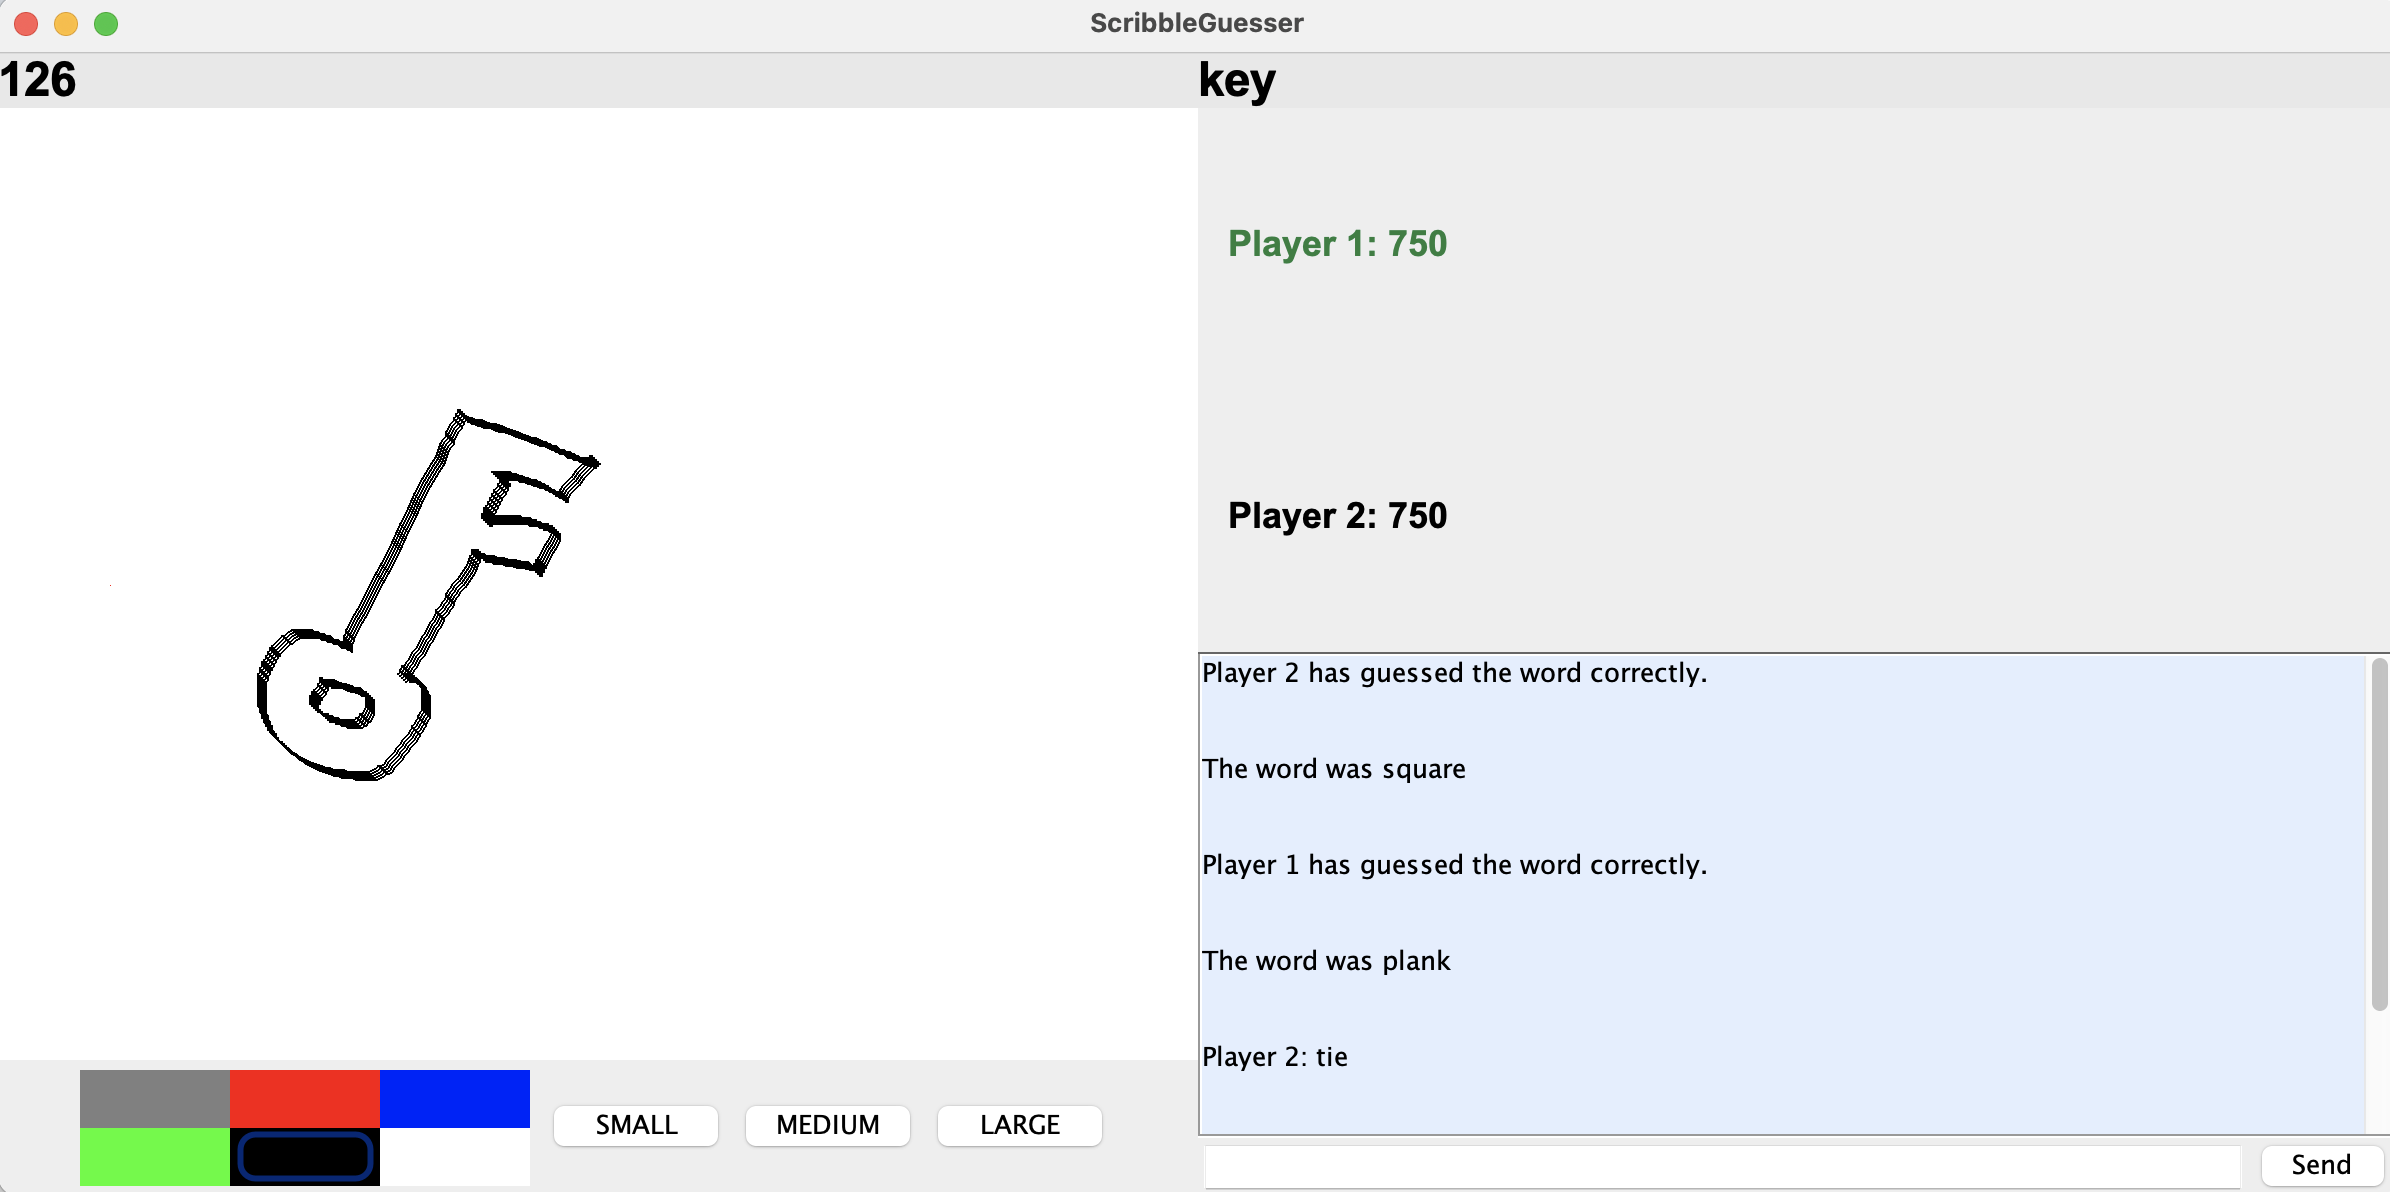 ScribbleGuesser
126
key
Player 1: 750
Player 2: 750
Player 2 has guessed the word correctly.
The word was square
Player 1 has guessed the word correctly.
The word was plank
Player 2: tie
SMALL
MEDIUM
LARGE
Send